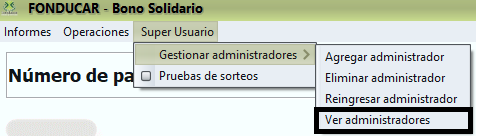 FONDUCAR - Bono Solidario
Informes Operaciones Super Usuario
Gestionar administradores
Pruebas de sorteos
Agregar administrador
Eliminar administrador
Reingresar administrador
Ver administradores
Número de pa